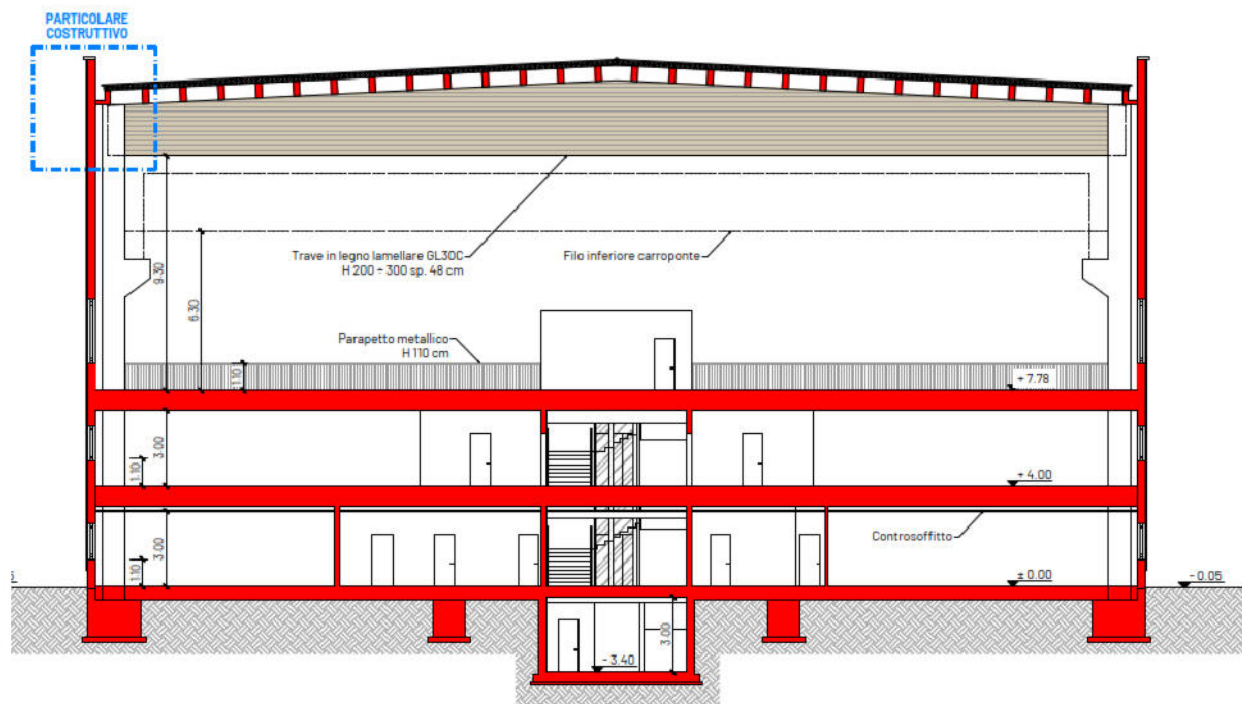 PARTICOLARE
COSTRUTTIVO
Trave in legno lamellare GL30C
H 200 ÷ 300 sp. 48 cm
Filo inferiore carroponte
9.30
6.30
Parapetto metallico
H 110 cm
1.10
+ 7.78
3.00
1.10
+ 4.00
3.00
1.10
Controsoffitto
± 0.00
- 0.05
3.00
- 3.40